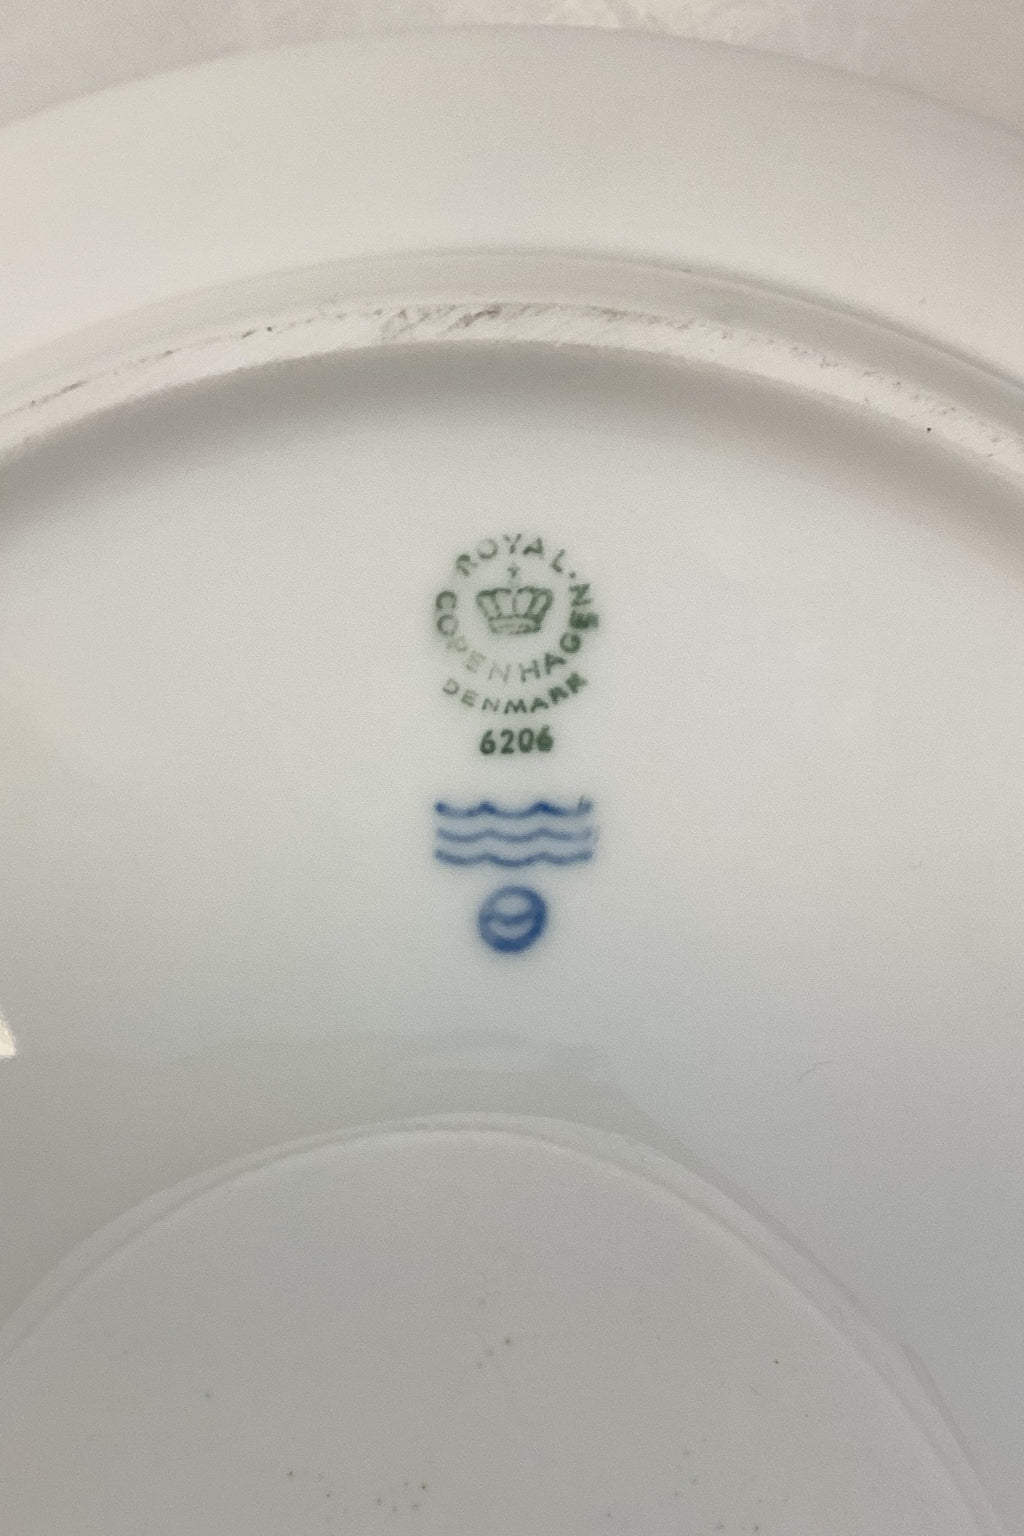 ROYAL
COPENHAGEN
DENMARK
6206